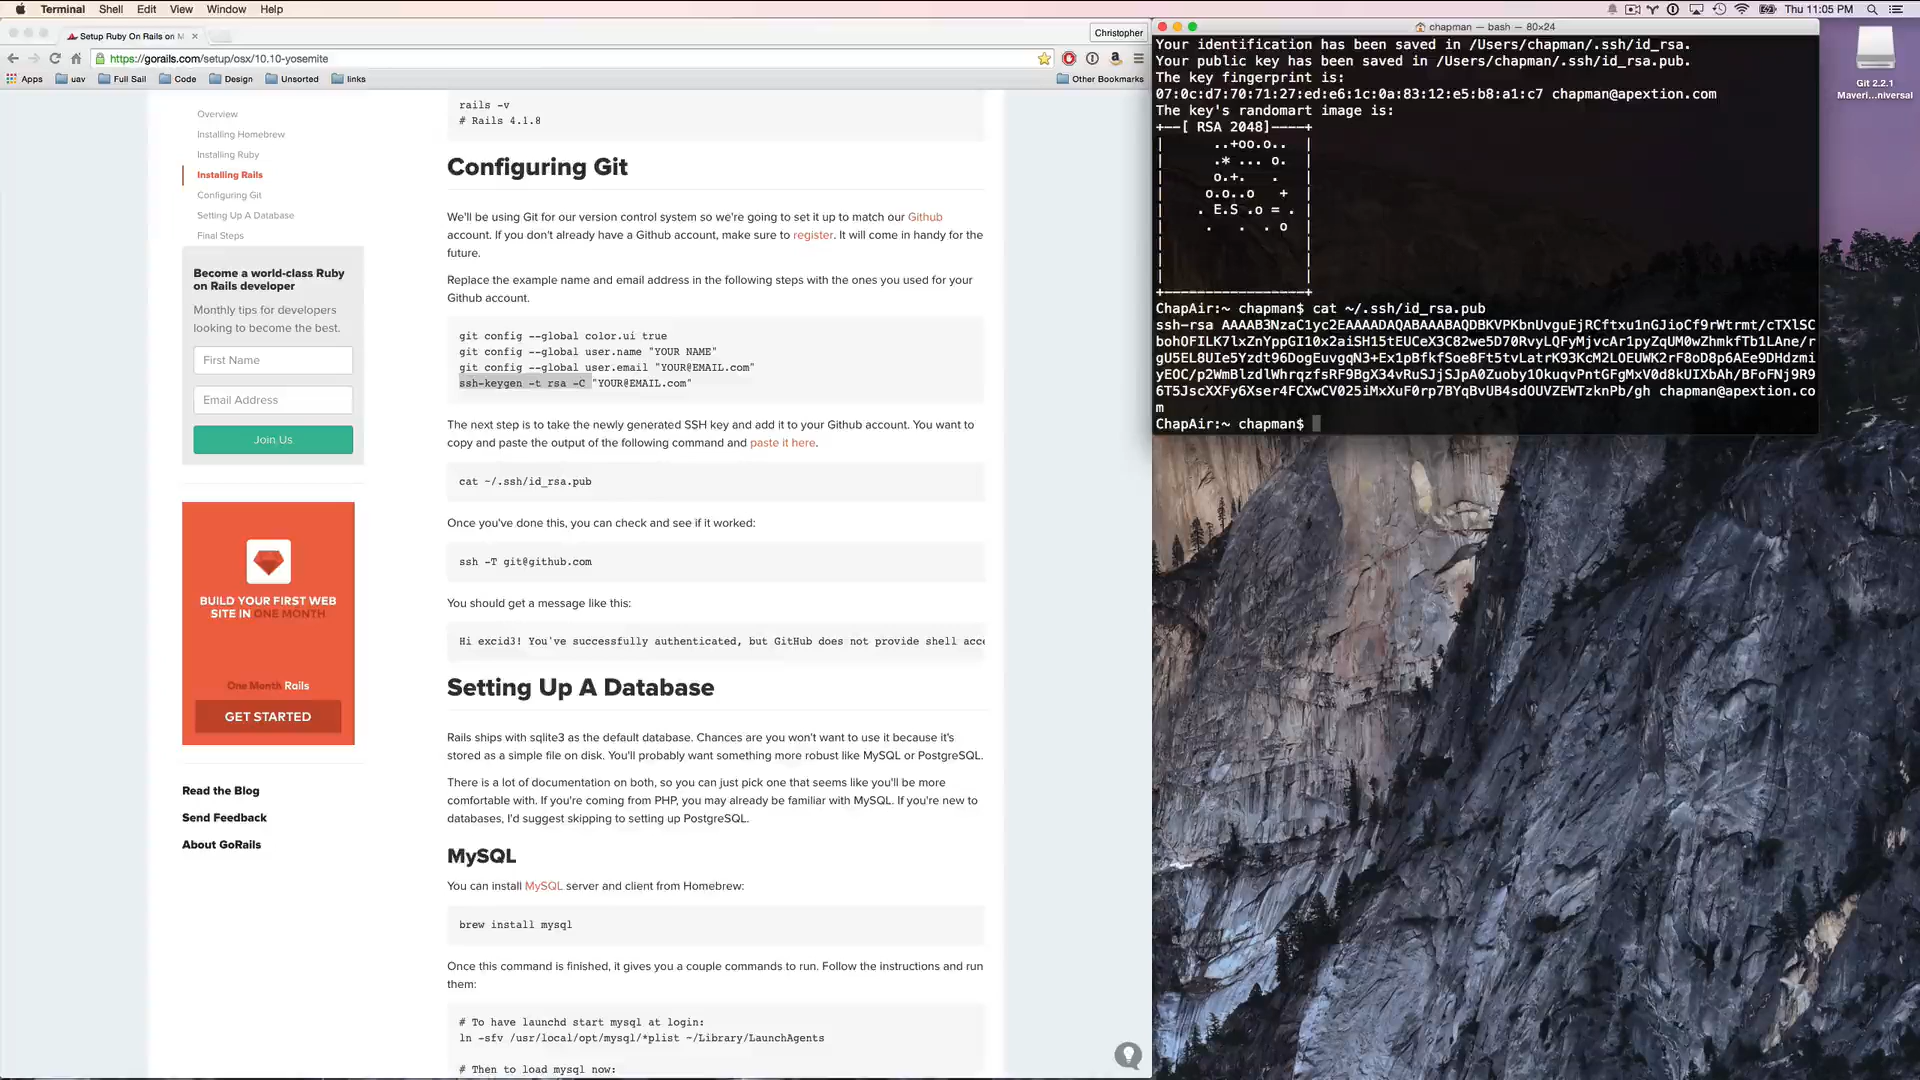 Terminal Shell Edit View Window Help
Thu 11:05 PM
Setup Ruby On Rails on M
Christopher
https://gorails.com/setup/osx/10.10-yosemite
Apps uav Full Sail Code Design Unsorted links Other Bookmarks
Overview
Installing Homebrew
Installing Ruby
Installing Rails
Configuring Git
Setting Up A Database
Final Steps
Become a world-class Ruby
on Rails developer
Monthly tips for developers
looking to become the best.
First Name
Email Address
Join Us
BUILD YOUR FIRST WEB
SITE IN ONE MONTH
One Month Rails
GET STARTED
Read the Blog
Send Feedback
About GoRails
rails -v
# Rails 4.1.8
Configuring Git
We'll be using Git for our version control system so we're going to set it up to match our Github
account. If you don't already have a Github account, make sure to register. It will come in handy for the
future.
Replace the example name and email address in the following steps with the ones you used for your
Github account.
git config --global color.ui true
git config --global user.name "YOUR NAME"
git config --global user.email "YOUR@EMAIL.com"
ssh-keygen -t rsa -C "YOUR@EMAIL.com"
The next step is to take the newly generated SSH key and add it to your Github account. You want to
copy and paste the output of the following command and paste it here.
cat ~/.ssh/id_rsa.pub
Once you've done this, you can check and see if it worked:
ssh -T git@github.com
You should get a message like this:
Hi excid3! You've successfully authenticated, but GitHub does not provide shell acce
Setting Up A Database
Rails ships with sqlite3 as the default database. Chances are you won't want to use it because it's
stored as a simple file on disk. You'll probably want something more robust like MySQL or PostgreSQL.
There is a lot of documentation on both, so you can just pick one that seems like you'll be more
comfortable with. If you're coming from PHP, you may already be familiar with MySQL. If you're new to
databases, I'd suggest skipping to setting up PostgreSQL.
MySQL
You can install MySQL server and client from Homebrew:
brew install mysql
Once this command is finished, it gives you a couple commands to run. Follow the instructions and run
them:
# To have launchd start mysql at login:
ln -sfv /usr/local/opt/mysql/*plist ~/Library/LaunchAgents
# Then to load mysql now:
chapman — bash — 80×24
Your identification has been saved in /Users/chapman/.ssh/id_rsa.
Your public key has been saved in /Users/chapman/.ssh/id_rsa.pub.
The key fingerprint is:
07:0c:d7:70:71:27:ed:e6:1c:0a:83:12:e5:b8:a1:c7 chapman@apextion.com
The key's randomart image is:
+--[ RSA 2048]----+
|      ..+oo.o..  |
|      .* ... o.  |
|      o.+.   .   |
|     o.o..o   +  |
|    . E.S .o = . |
|     .   .  . o  |
|                 |
|                 |
|                 |
+-----------------+
ChapAir:~ chapman$ cat ~/.ssh/id_rsa.pub
ssh-rsa AAAAB3NzaC1yc2EAAAADAQABAAABAQDBKVPKbnUvguEjRCftxu1nGJioCf9rWtrmt/cTXlSC
bohOFILK7lxZnYppGI10x2aiSH15tEUCeX3C82we5D70RvyLQFyMjvcAr1pyZqUM0wZhmkfTb1LAne/r
gU5EL8UIe5Yzdt96DogEuvgqN3+Ex1pBfkfSoe8Ft5tvLatrK93KcM2LOEUWK2rF8oD8p6AEe9DHdzmi
yEOC/p2WmBlzdlWhrqzfsRF9BgX34vRuSJjSJpA0Zuoby1OkuqvPntGFgMxV0d8kUIXbAh/BFoFNj9R9
6T5JscXXFy6Xser4FCXwCV025iMxXuF0rp7BYqBvUB4sdOUVZEWTzknPb/gh chapman@apextion.co
m
ChapAir:~ chapman$
Git 2.2.1
Maveri...niversal